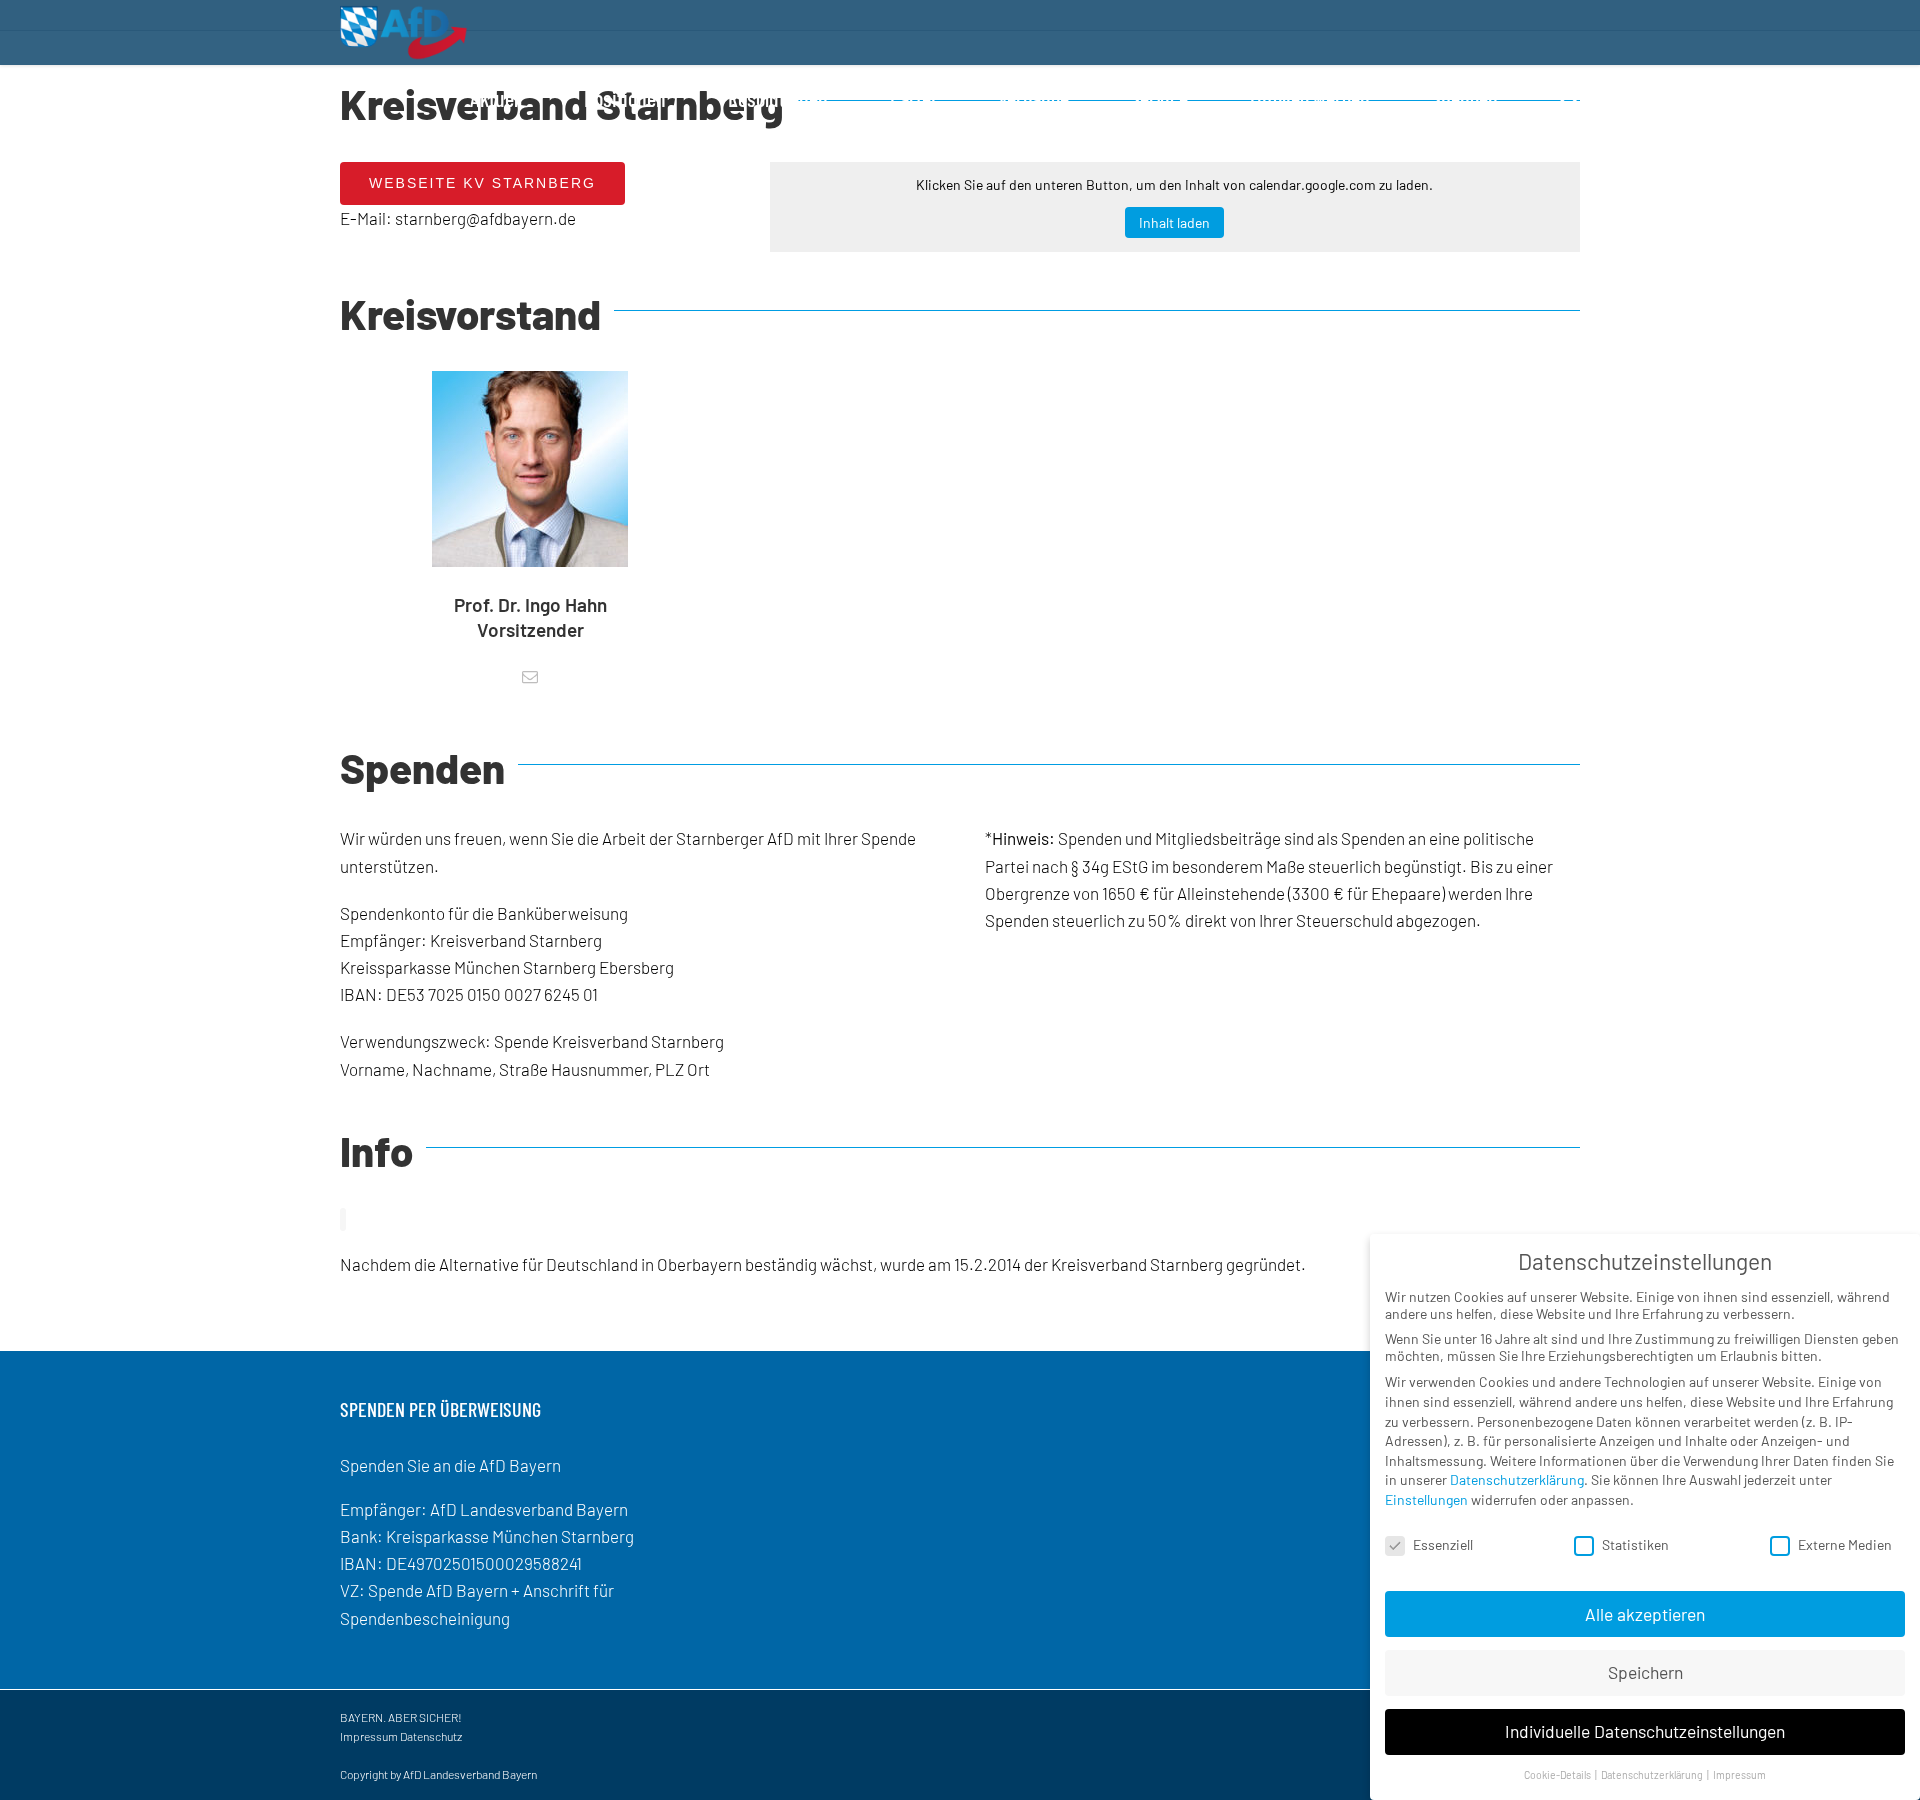 AfD
Kreisverband Starnberg
WEBSEITE KV STARNBERG
E-Mail: starnberg@afdbayern.de
Klicken Sie auf den unteren Button, um den Inhalt von calendar.google.com zu laden.
Inhalt laden
Kreisvorstand
Prof. Dr. Ingo Hahn
Vorsitzender
Spenden
Wir würden uns freuen, wenn Sie die Arbeit der Starnberger AfD mit Ihrer Spende
unterstützen.
Spendenkonto für die Banküberweisung
Empfänger: Kreisverband Starnberg
Kreissparkasse München Starnberg Ebersberg
IBAN: DE53 7025 0150 0027 6245 01
Verwendungszweck: Spende Kreisverband Starnberg
Vorname, Nachname, Straße Hausnummer, PLZ Ort
*Hinweis: Spenden und Mitgliedsbeiträge sind als Spenden an eine politische
Partei nach § 34g EStG im besonderem Maße steuerlich begünstigt. Bis zu einer
Obergrenze von 1650 € für Alleinstehende (3300 € für Ehepaare) werden Ihre
Spenden steuerlich zu 50% direkt von Ihrer Steuerschuld abgezogen.
Info
Nachdem die Alternative für Deutschland in Oberbayern beständig wächst, wurde am 15.2.2014 der Kreisverband Starnberg gegründet.
SPENDEN PER ÜBERWEISUNG
Spenden Sie an die AfD Bayern
Empfänger: AfD Landesverband Bayern
Bank: Kreisparkasse München Starnberg
IBAN: DE49702501500029588241
VZ: Spende AfD Bayern + Anschrift für
Spendenbescheinigung
BAYERN. ABER SICHER!
Impressum Datenschutz
Copyright by AfD Landesverband Bayern
Datenschutzeinstellungen
Wir nutzen Cookies auf unserer Website. Einige von ihnen sind essenziell, während
andere uns helfen, diese Website und Ihre Erfahrung zu verbessern.
Wenn Sie unter 16 Jahre alt sind und Ihre Zustimmung zu freiwilligen Diensten geben
möchten, müssen Sie Ihre Erziehungsberechtigten um Erlaubnis bitten.
Wir verwenden Cookies und andere Technologien auf unserer Website. Einige von
ihnen sind essenziell, während andere uns helfen, diese Website und Ihre Erfahrung
zu verbessern. Personenbezogene Daten können verarbeitet werden (z. B. IP-
Adressen), z. B. für personalisierte Anzeigen und Inhalte oder Anzeigen- und
Inhaltsmessung. Weitere Informationen über die Verwendung Ihrer Daten finden Sie
in unserer Datenschutzerklärung. Sie können Ihre Auswahl jederzeit unter
Einstellungen widerrufen oder anpassen.
Essenziell
Statistiken
Externe Medien
Alle akzeptieren
Speichern
Individuelle Datenschutzeinstellungen
Cookie-Details | Datenschutzerklärung | Impressum